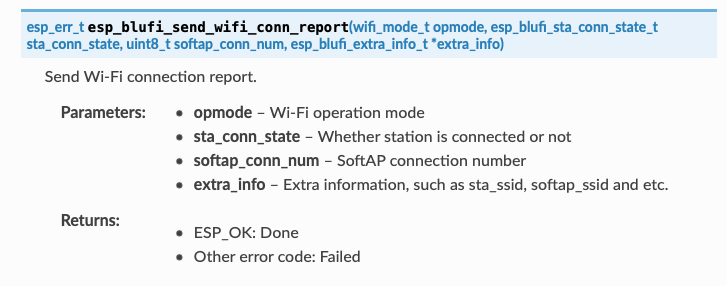 esp_err_t esp_blufi_send_wifi_conn_report(wifi_mode_t opmode, esp_blufi_sta_conn_state_t
sta_conn_state, uint8_t softap_conn_num, esp_blufi_extra_info_t *extra_info)
Send Wi-Fi connection report.
Parameters:
• opmode – Wi-Fi operation mode
• sta_conn_state – Whether station is connected or not
• softap_conn_num – SoftAP connection number
• extra_info – Extra information, such as sta_ssid, softap_ssid and etc.
Returns:
• ESP_OK: Done
• Other error code: Failed